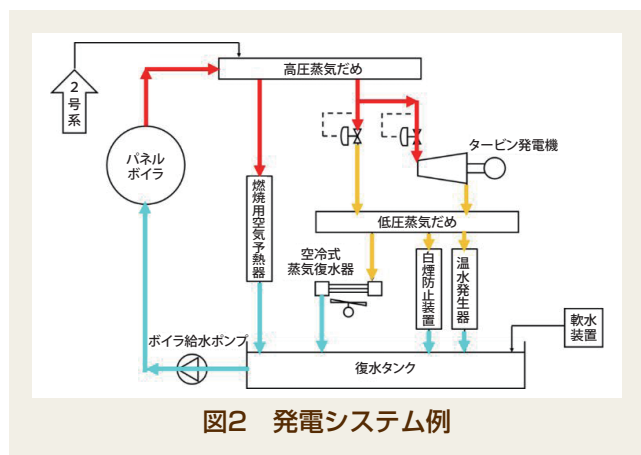 2号系
高圧蒸気だめ
パネル
ボイラ
タービン発電機
燃焼用空気予熱器
低圧蒸気だめ
空冷式
蒸気復水器
白煙防止装置
温水発生器
軟水
装置
ボイラ給水ポンプ
復水タンク
図2 発電システム例